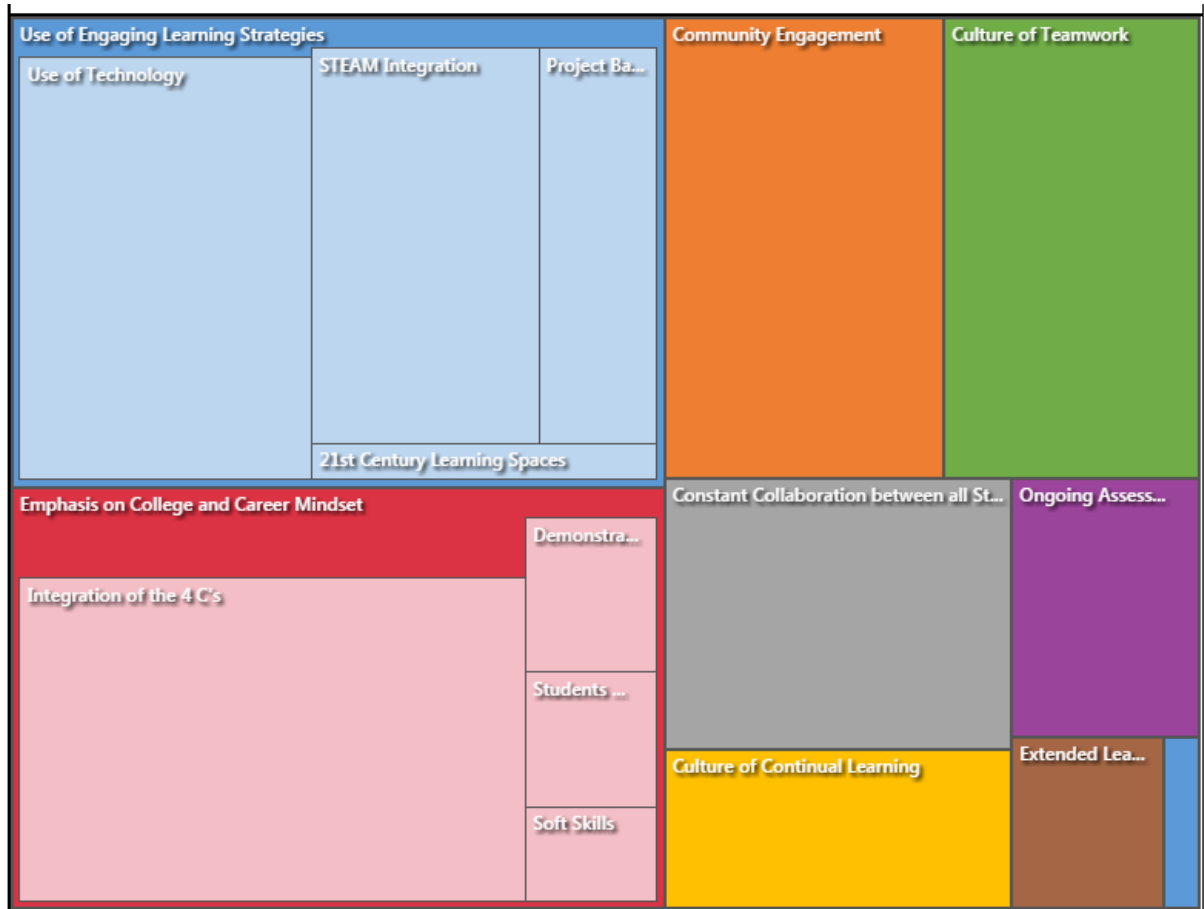 Use of Engaging Learning Strategies
Use of Technology
STEAM Integration
Project Ba...
21st Century Learning Spaces
Emphasis on College and Career Mindset
Integration of the 4 C's
Demonstra...
Students ...
Soft Skills
Community Engagement
Culture of Teamwork
Constant Collaboration between all St...
Ongoing Assess...
Culture of Continual Learning
Extended Lea...